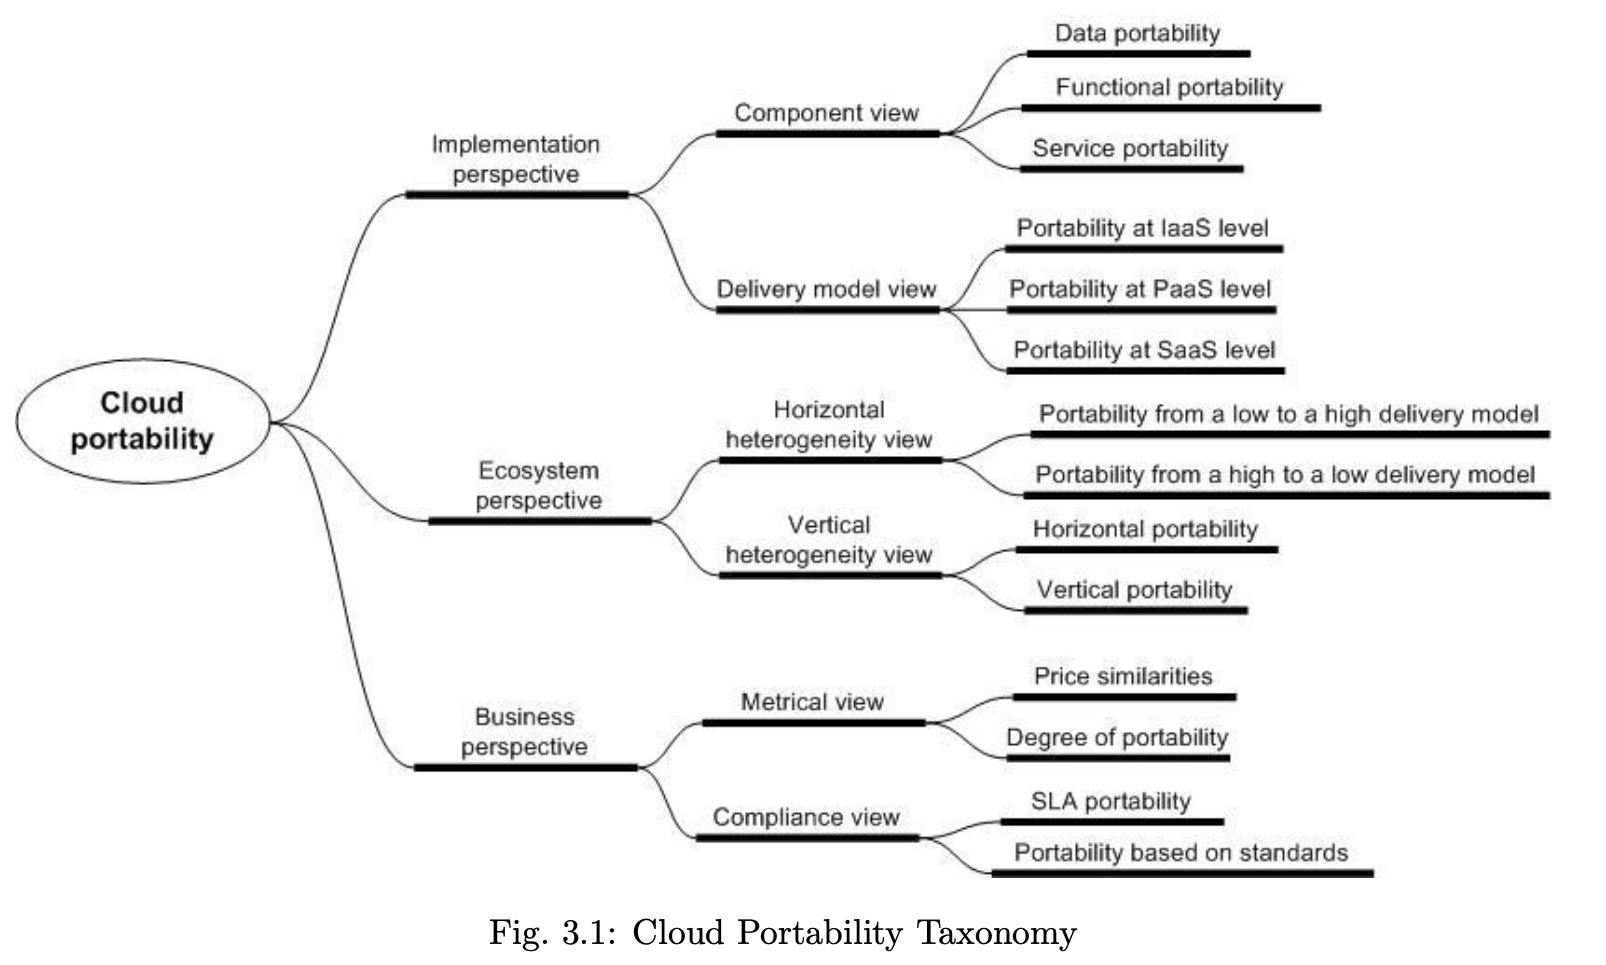 Cloud
portability
Implementation
perspective
Component view
Data portability
Functional portability
Service portability
Delivery model view
Portability at IaaS level
Portability at PaaS level
Portability at SaaS level
Ecosystem
perspective
Horizontal
heterogeneity view
Portability from a low to a high delivery model
Portability from a high to a low delivery model
Vertical
heterogeneity view
Horizontal portability
Vertical portability
Business
perspective
Metrical view
Price similarities
Degree of portability
Compliance view
SLA portability
Portability based on standards
Fig. 3.1: Cloud Portability Taxonomy